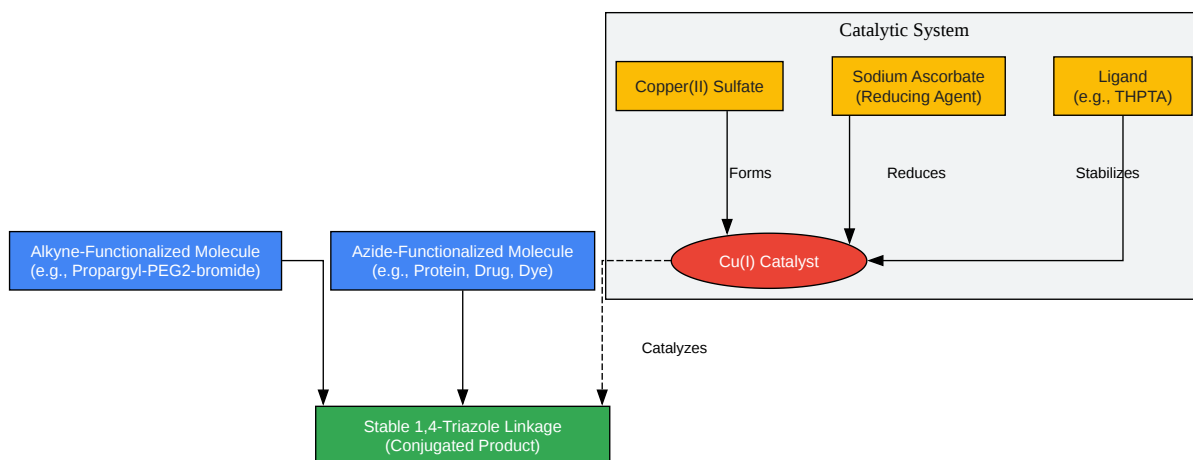 Catalytic System
Copper(II) Sulfate
Sodium Ascorbate
(Reducing Agent)
Ligand
(e.g., THPTA)
Forms
Reduces
Stabilizes
Alkyne-Functionalized Molecule
(e.g., Propargyl-PEG2-bromide)
Azide-Functionalized Molecule
(e.g., Protein, Drug, Dye)
Cu(I) Catalyst
Catalyzes
Stable 1,4-Triazole Linkage
(Conjugated Product)